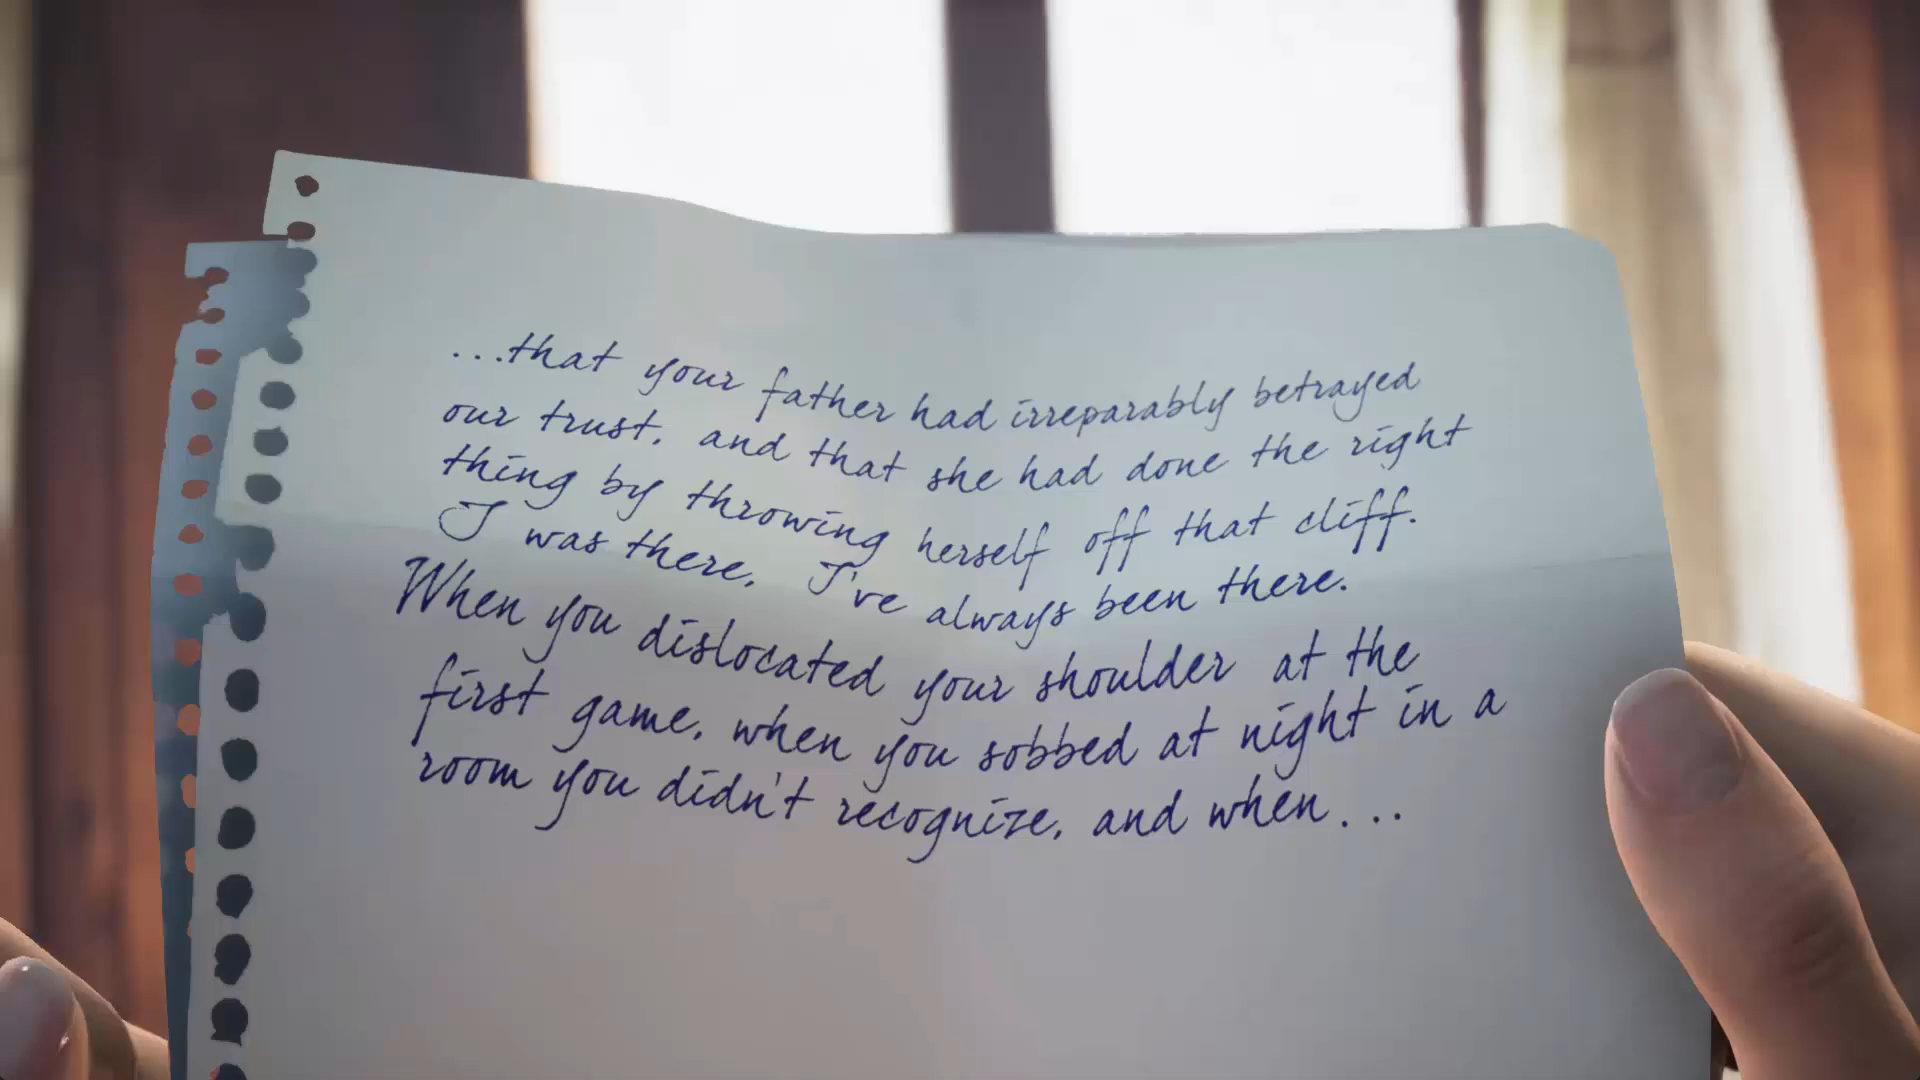 ...that your father had irreparably betrayed
our trust, and that she had done the right
thing by throwing herself off that cliff.
I was there, I've always been there.
When you dislocated your shoulder at the
first game, when you sobbed at night in a
room you didn't recognize, and when...